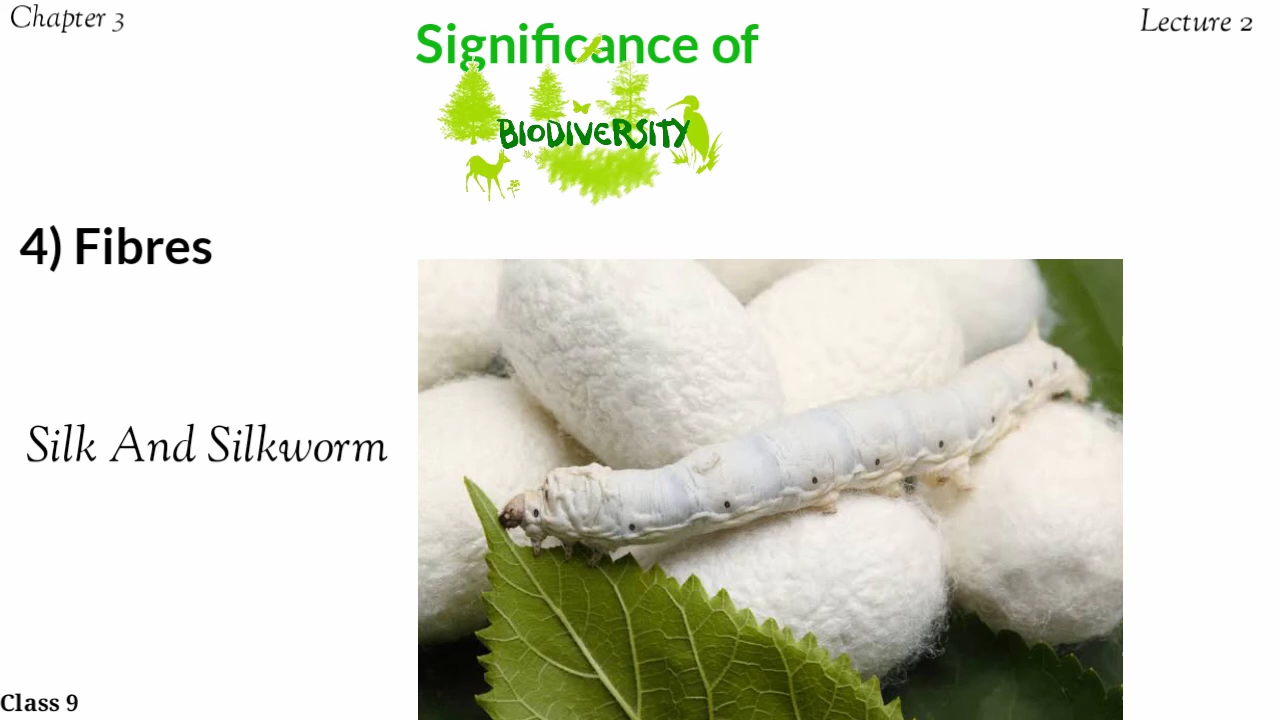 Chapter 3
Lecture 2
Significance of
BIODIVERSITY
4) Fibres
Silk And Silkworm
Class 9